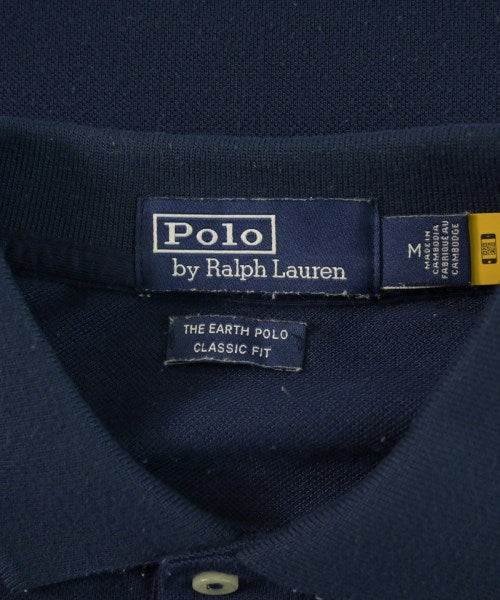 Polo
by Ralph Lauren
M
MADE IN
CAMBODIA
FABRIQUÉ AU
CAMBODGE
THE EARTH POLO
CLASSIC FIT